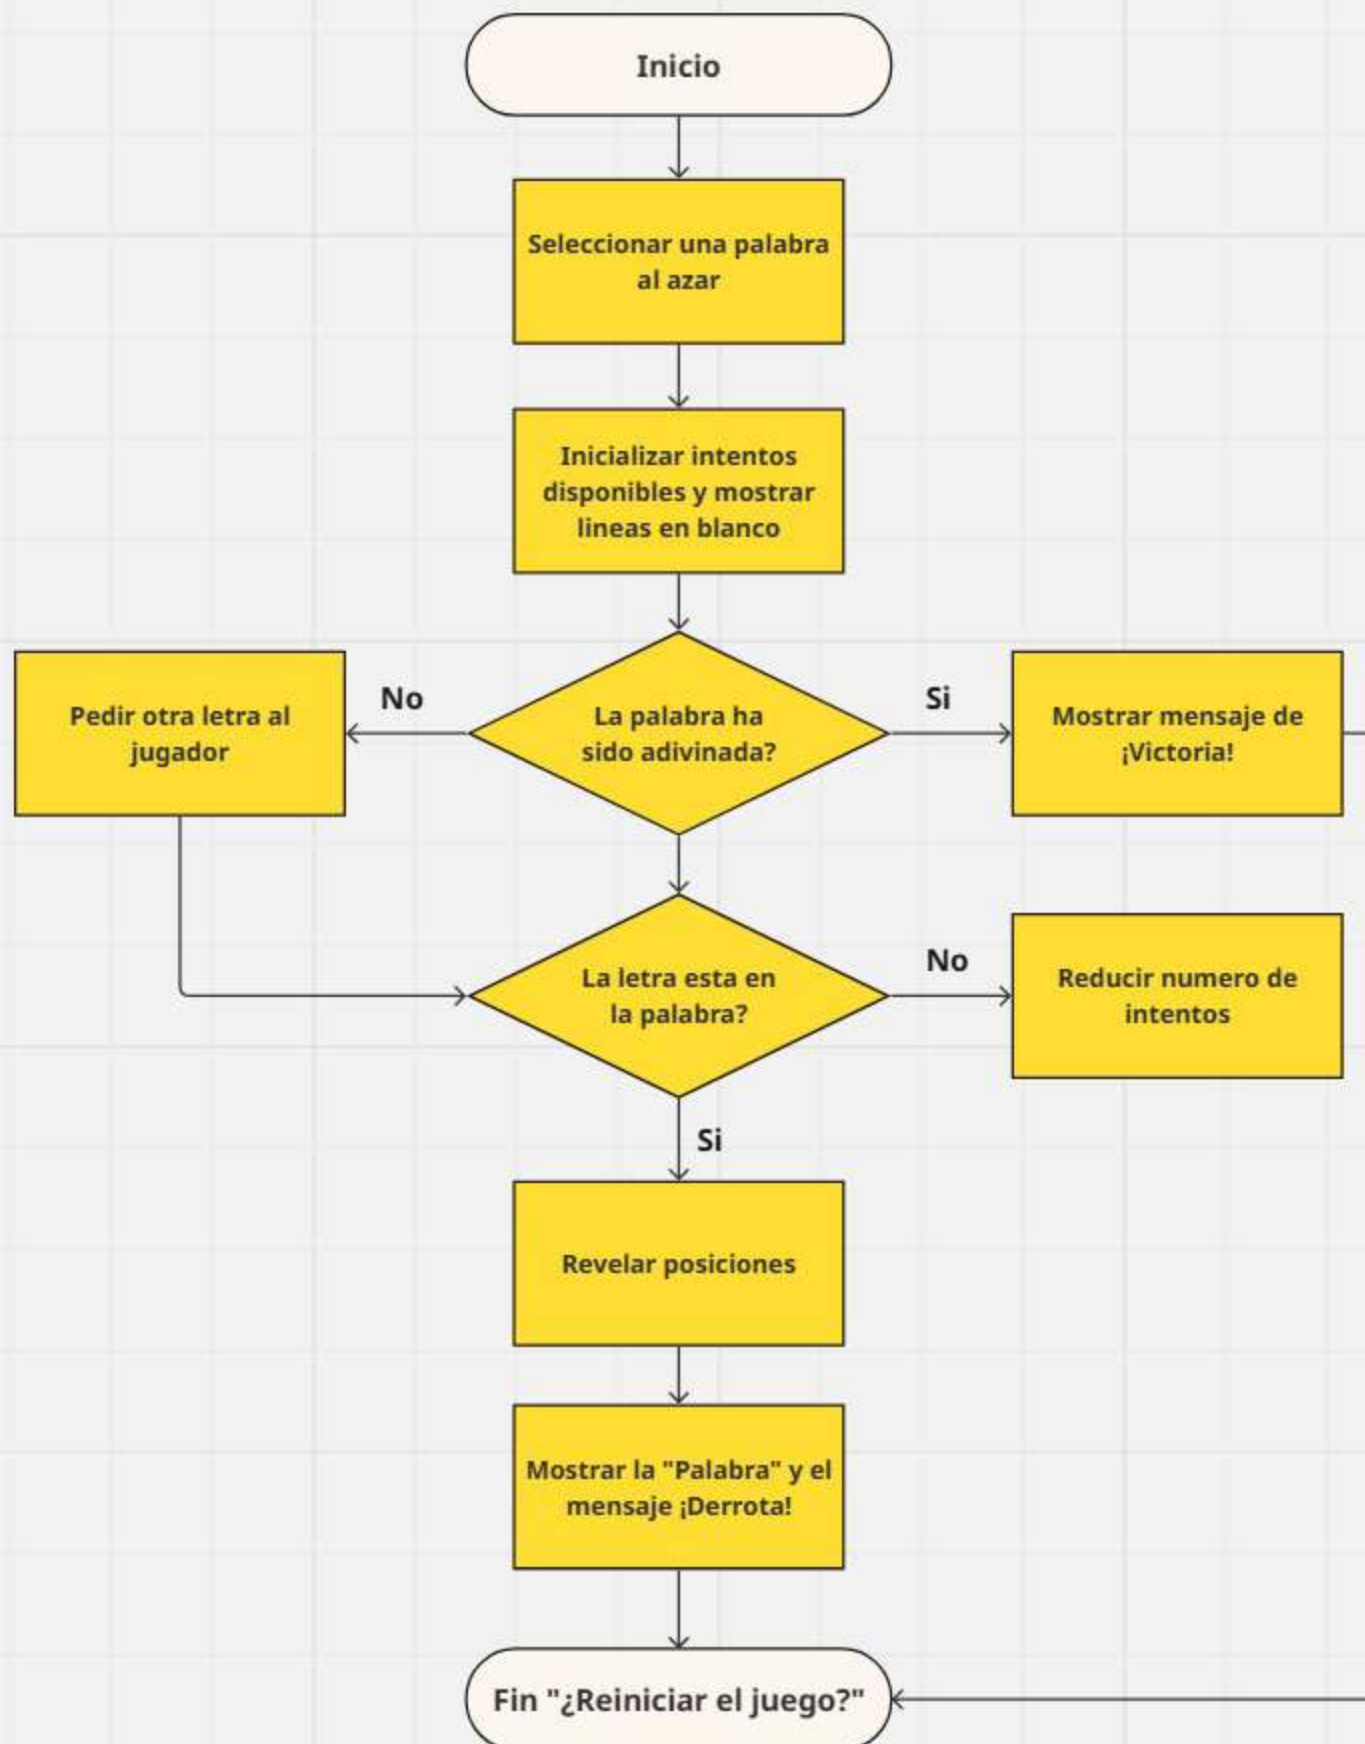 Inicio
Seleccionar una palabra
al azar
Inicializar intentos
disponibles y mostrar
lineas en blanco
Pedir otra letra al
jugador
No
La palabra ha
sido adivinada?
Si
Mostrar mensaje de
¡Victoria!
La letra esta en
la palabra?
No
Reducir numero de
intentos
Si
Revelar posiciones
Mostrar la "Palabra" y el
mensaje ¡Derrota!
Fin "¿Reiniciar el juego?"